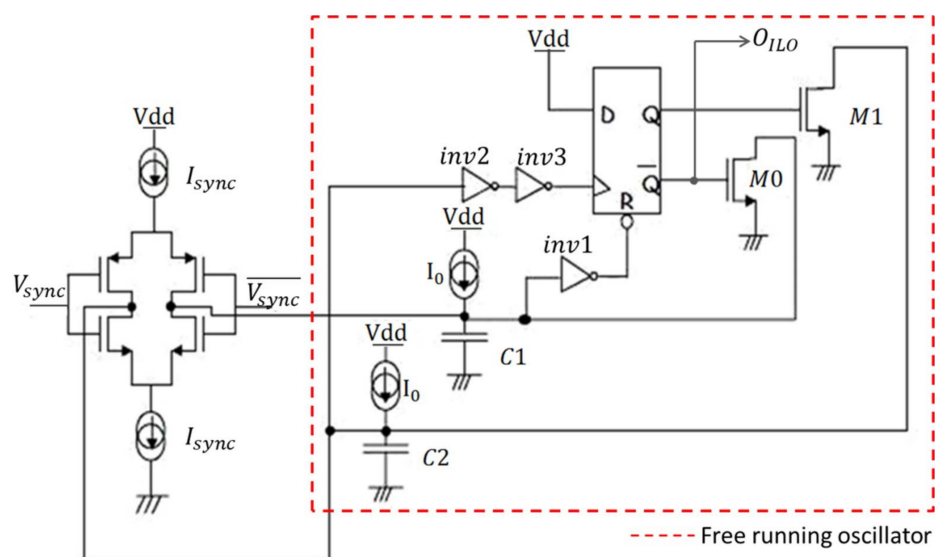 Vdd
O_ILO
Vdd
I_sync
D
Q
M1
inv2
inv3
Q̅
M0
R
Vdd
inv1
I₀
V_sync
V̅_sync
C1
Vdd
I₀
I_sync
C2
Free running oscillator